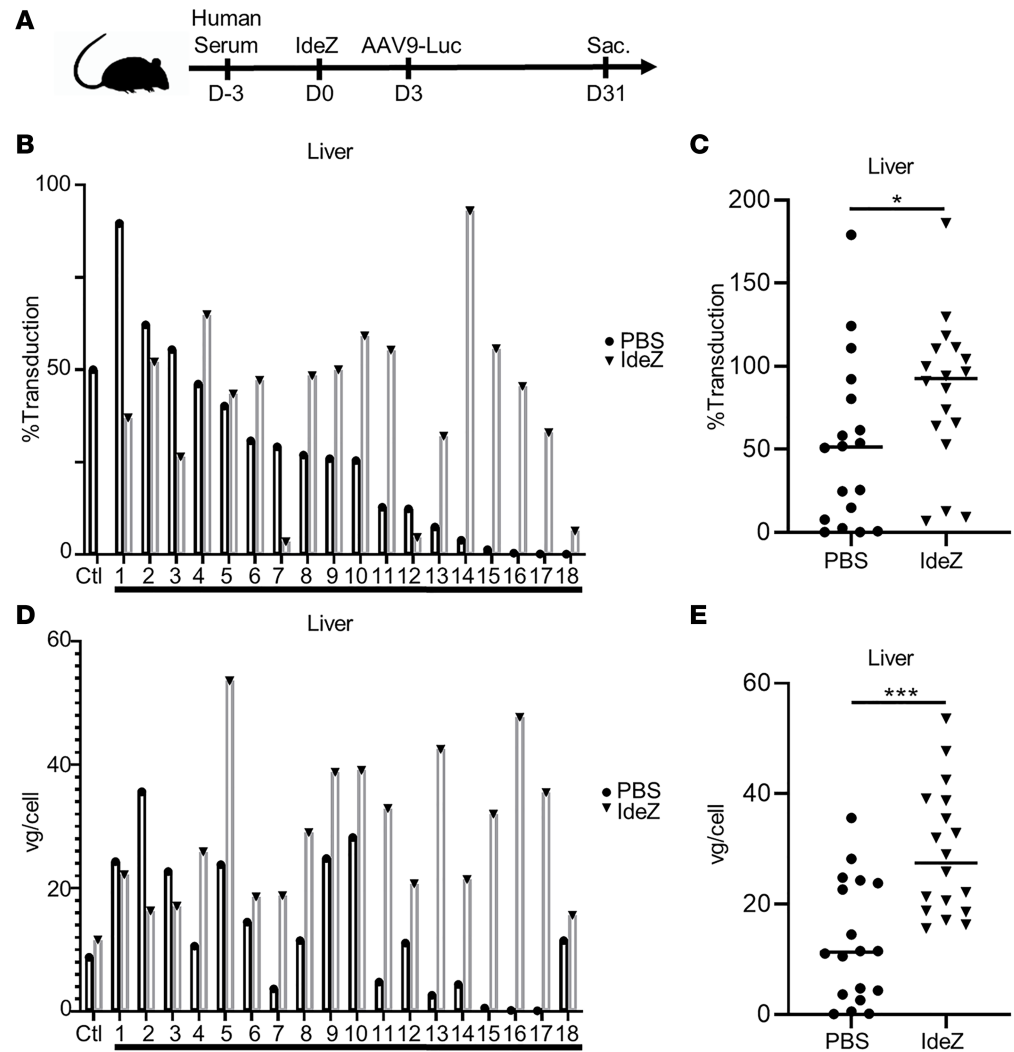 A
Human
Serum IdeZ AAV9-Luc Sac.
D-3 D0 D3 D31
B
Liver
%Transduction
100
50
0
Ctl 1 2 3 4 5 6 7 8 9 10 11 12 13 14 15 16 17 18
PBS
IdeZ
C
Liver
*
%Transduction
200
150
100
50
0
PBS IdeZ
D
Liver
vg/cell
60
40
20
0
Ctl 1 2 3 4 5 6 7 8 9 10 11 12 13 14 15 16 17 18
PBS
IdeZ
E
Liver
***
vg/cell
60
40
20
0
PBS IdeZ